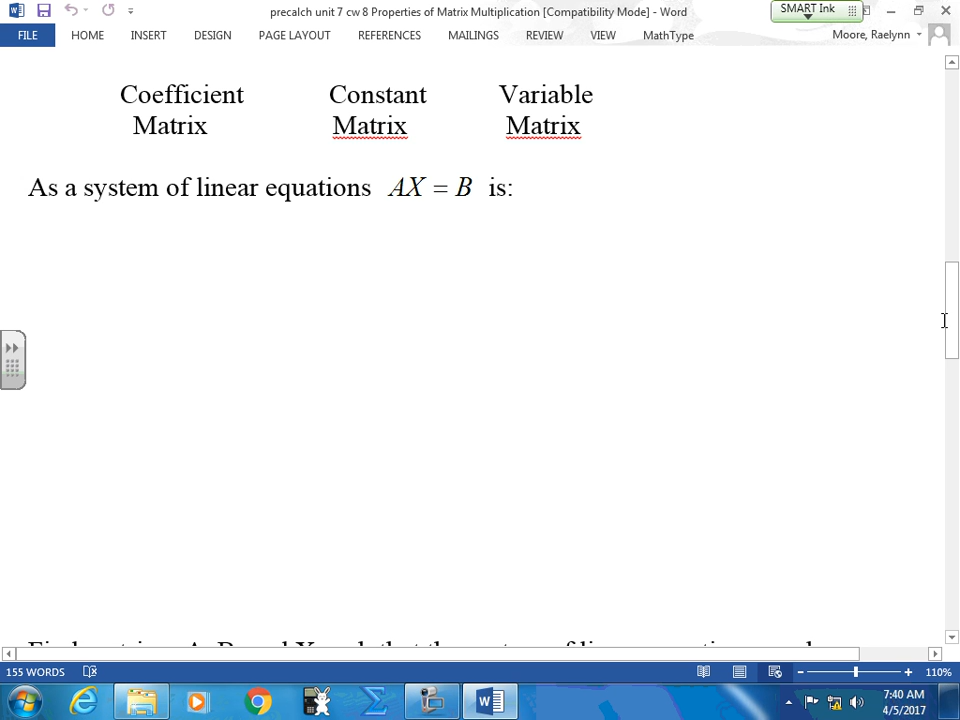 precalch unit 7 cw 8 Properties of Matrix Multiplication [Compatibility Mode] - Word
SMART Ink
FILE HOME INSERT DESIGN PAGE LAYOUT REFERENCES MAILINGS REVIEW VIEW MathType Moore, Raelynn
Coefficient Constant Variable
Matrix Matrix Matrix
As a system of linear equations AX = B is:
155 WORDS 110%
7:40 AM
4/5/2017